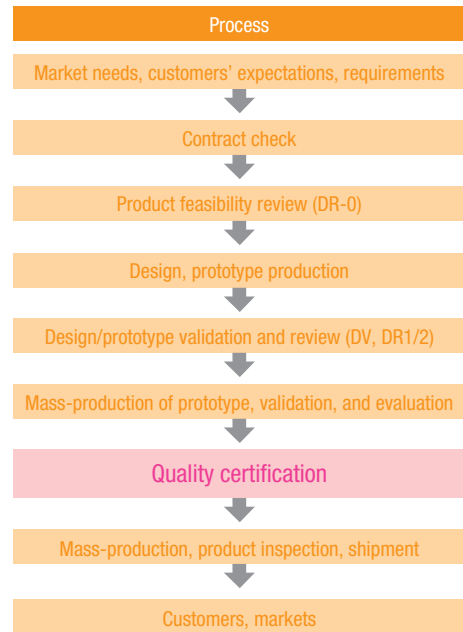 Process
Market needs, customers’ expectations, requirements
Contract check
Product feasibility review (DR-0)
Design, prototype production
Design/prototype validation and review (DV, DR1/2)
Mass-production of prototype, validation, and evaluation
Quality certification
Mass-production, product inspection, shipment
Customers, markets